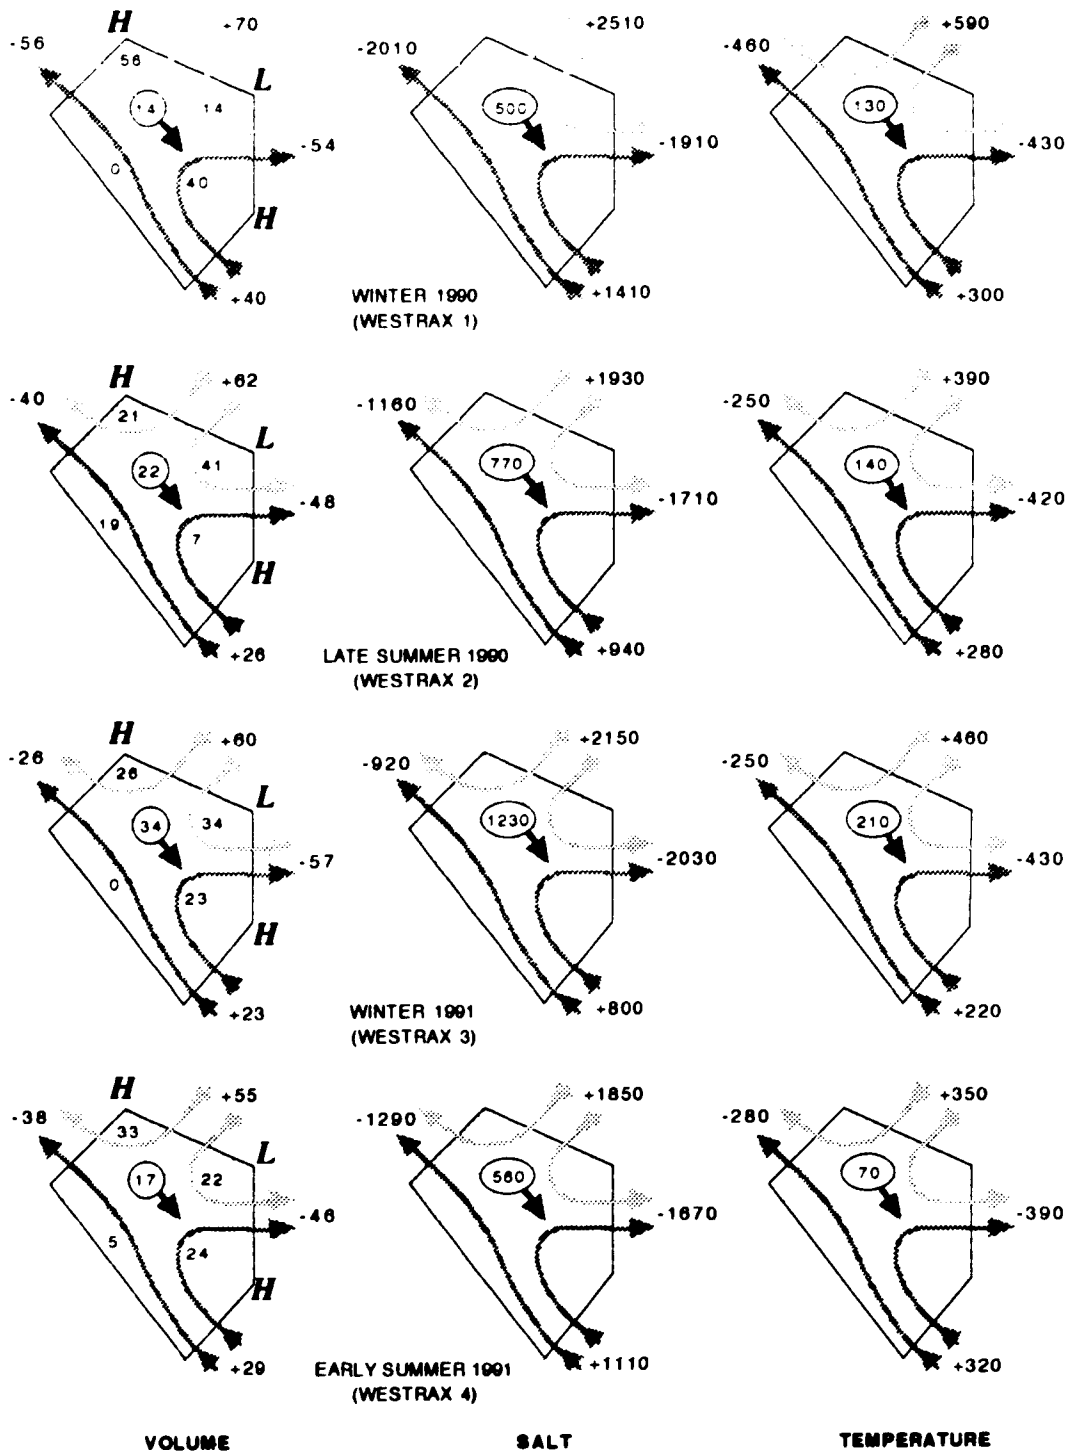 H +70 +2510 +590
-56 56 -2010 -460
L
14 14 500 130
-54 -1910 -430
0 40
H
+40 +1410 +300
WINTER 1990
(WESTRAX 1)
H +62 +1930 +390
-40 21 -1160 -250
L
22 41 770 140
-48 -1710 -420
19 7
H
+26 +940 +280
LATE SUMMER 1990
(WESTRAX 2)
H +60 +2150 +460
-26 26 -920 -250
L
34 34 1230 210
-57 -2030 -430
0 23
H
+23 +800 +220
WINTER 1991
(WESTRAX 3)
H +55 +1850 +350
-38 33 -1290 -280
L
17 22 560 70
-46 -1670 -390
5 24
H
+29 +1110 +320
EARLY SUMMER 1991
(WESTRAX 4)
VOLUME SALT TEMPERATURE